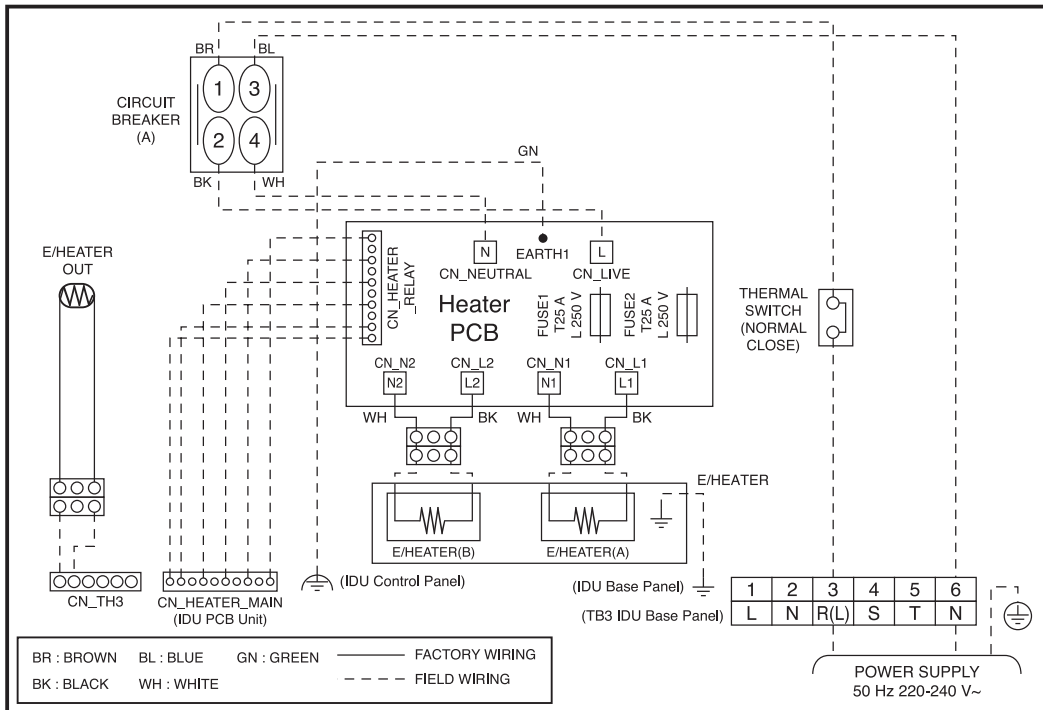 BR
BL
1
3
2
4
CIRCUIT
BREAKER
(A)
BK
WH
GN
E/HEATER
OUT
CN_HEATER
_RELAY
N
CN_NEUTRAL
EARTH1
L
CN_LIVE
Heater
PCB
FUSE1
T25 A
L 250 V
FUSE2
T25 A
L 250 V
THERMAL
SWITCH
(NORMAL
CLOSE)
CN_N2
N2
CN_L2
L2
CN_N1
N1
CN_L1
L1
WH
BK
WH
BK
E/HEATER
E/HEATER(B)
E/HEATER(A)
CN_TH3
CN_HEATER_MAIN
(IDU PCB Unit)
(IDU Control Panel)
(IDU Base Panel)
(TB3 IDU Base Panel)
1 2 3 4 5 6
L N R(L) S T N
POWER SUPPLY
50 Hz 220-240 V~
BR : BROWN BL : BLUE GN : GREEN FACTORY WIRING
BK : BLACK WH : WHITE FIELD WIRING